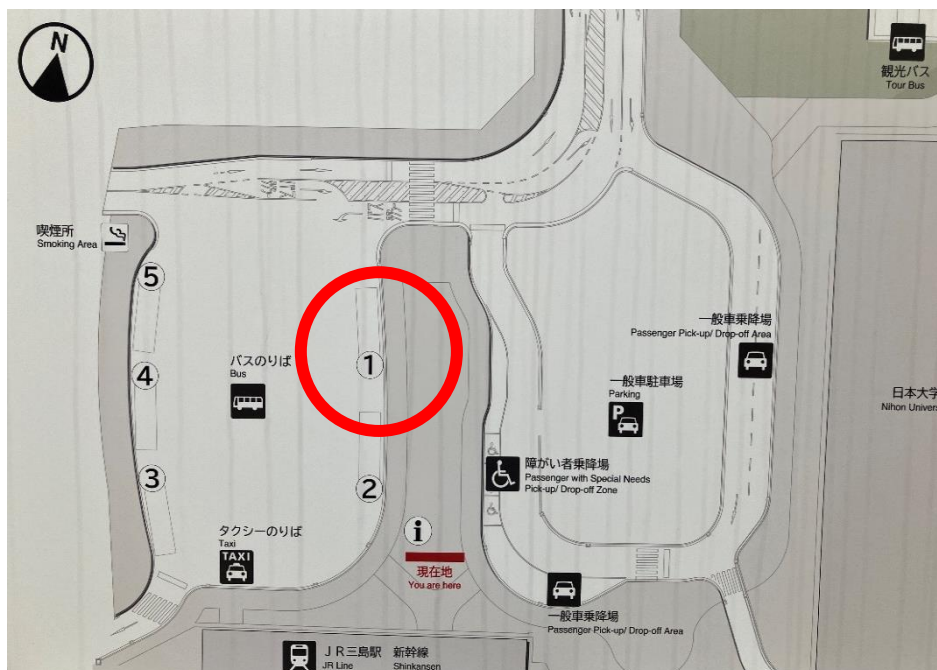 N
観光バス
Tour Bus
喫煙所
Smoking Area
5
バスのりば
Bus
1
4
一般車乗降場
Passenger Pick-up/ Drop-off Area
一般車駐車場
Parking
P
日本大学
Nihon Univers
3
2
障がい者乗降場
Passenger with Special Needs
Pick-up/ Drop-off Zone
タクシーのりば
Taxi
TAXI
i
現在地
You are here
一般車乗降場
Passenger Pick-up/ Drop-off Area
JR三島駅 新幹線
JR Line Shinkansen